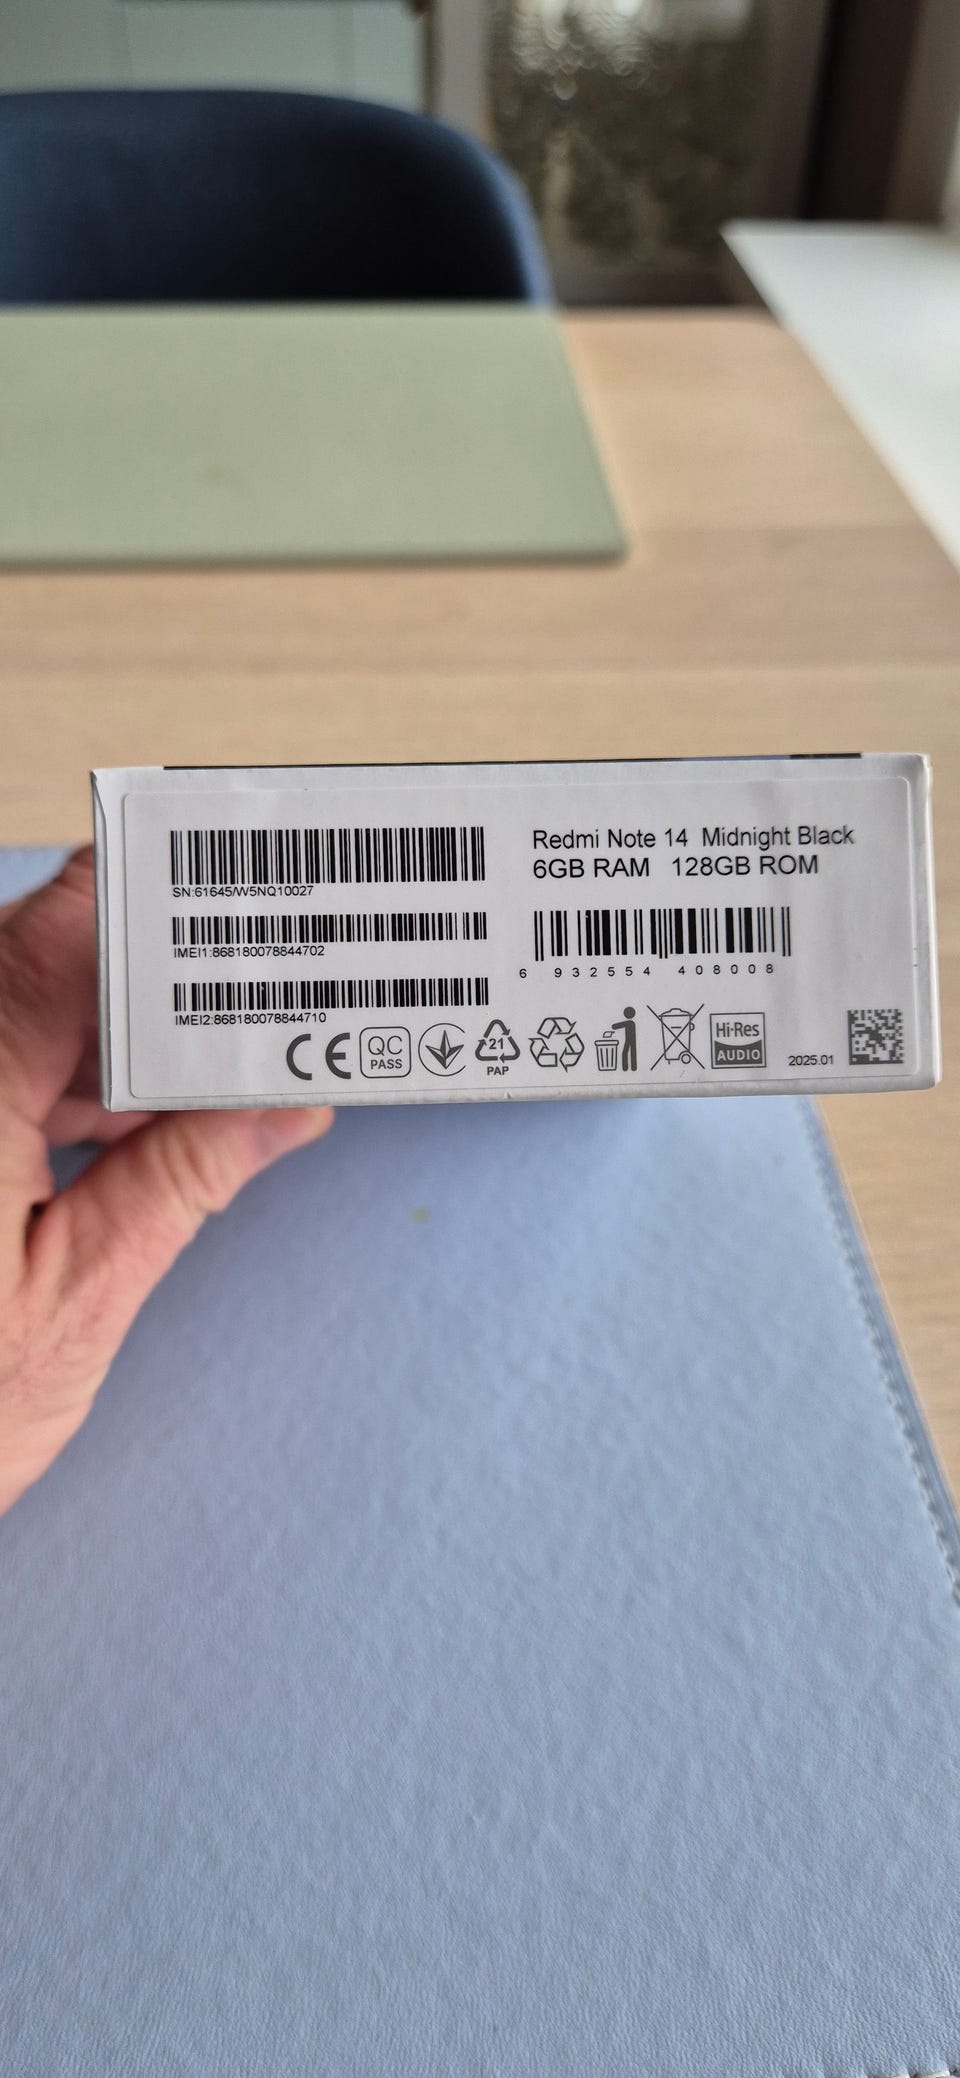 SN:61645/W5NQ10027
IMEI1:868180078844702
IMEI2:868180078844710
Redmi Note 14 Midnight Black
6GB RAM 128GB ROM
6 932554 408008
CE
QC
PASS
21
PAP
Hi-Res
AUDIO
2025.01